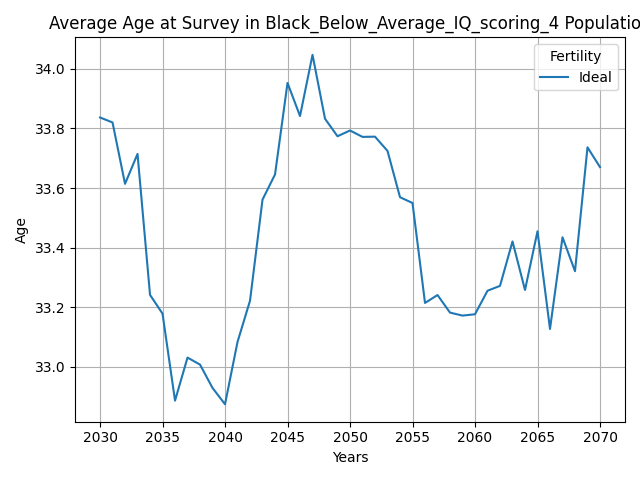 Average Age at Survey in Black_Below_Average_IQ_scoring_4 Populatio
Fertility
Ideal
34.0
33.8
33.6
33.4
33.2
33.0
Age
2030 2035 2040 2045 2050 2055 2060 2065 2070
Years